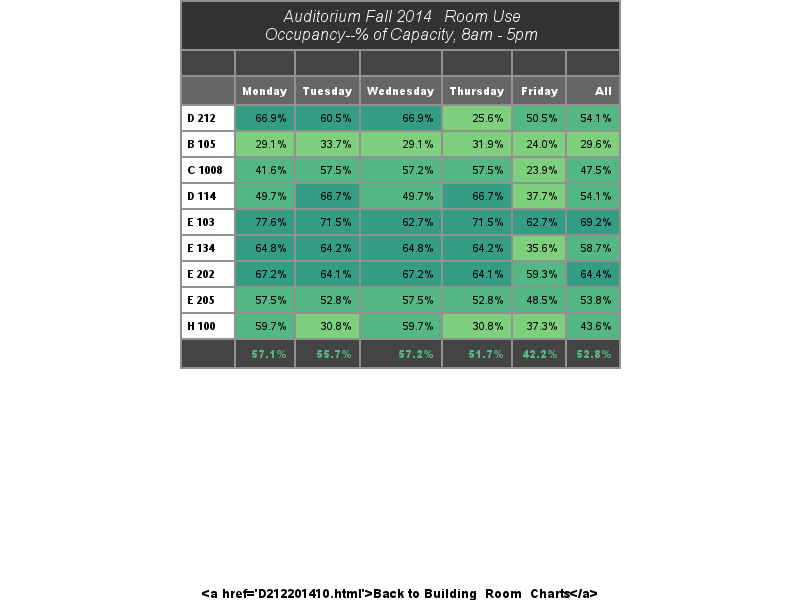 Auditorium Fall 2014 Room Use
Occupancy--% of Capacity, 8am - 5pm
Monday Tuesday Wednesday Thursday Friday All
D 212 66.9% 60.5% 66.9% 25.6% 50.5% 54.1%
B 105 29.1% 33.7% 29.1% 31.9% 24.0% 29.6%
C 1008 41.6% 57.5% 57.2% 57.5% 23.9% 47.5%
D 114 49.7% 66.7% 49.7% 66.7% 37.7% 54.1%
E 103 77.6% 71.5% 62.7% 71.5% 62.7% 69.2%
E 134 64.8% 64.2% 64.8% 64.2% 35.6% 58.7%
E 202 67.2% 64.1% 67.2% 64.1% 59.3% 64.4%
E 205 57.5% 52.8% 57.5% 52.8% 48.5% 53.8%
H 100 59.7% 30.8% 59.7% 30.8% 37.3% 43.6%
57.1% 55.7% 57.2% 51.7% 42.2% 52.8%
<a href='D212201410.html'>Back to Building_Room_Charts</a>